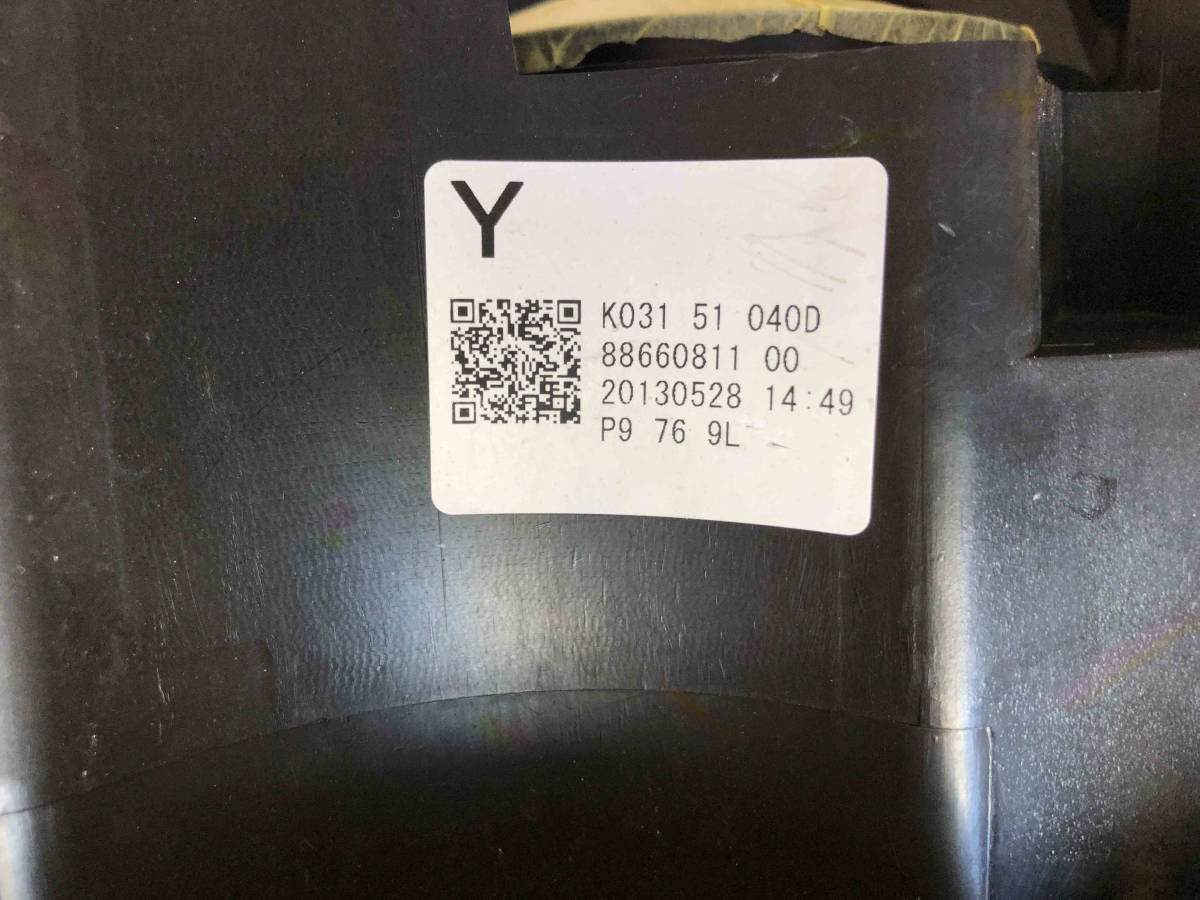 Y
K031 51 040D
88660811 00
20130528 14:49
P9 76 9L